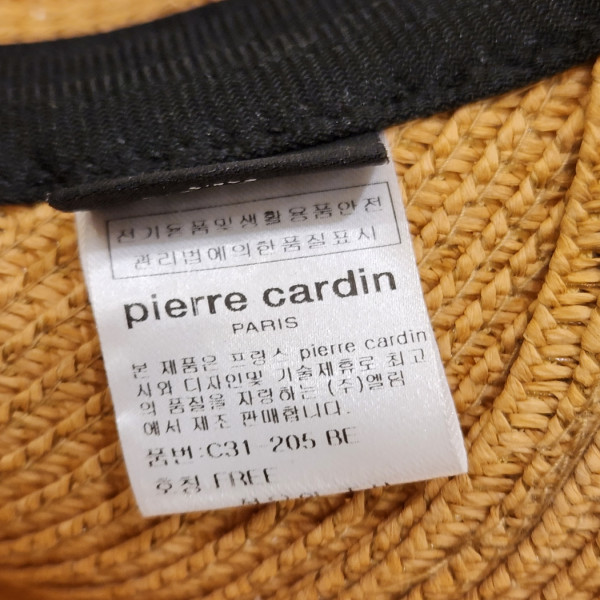 전기용품및생활용품안전
관리법에의한품질표시
pierre cardin
PARIS
본 제품은 프랑스 pierre cardin
사와 디자인및 기술제휴로 최고
의 품질을 자랑하는 (주)엘림
에서 제조 판매합니다.
품번:C31-205 BE
호칭 FREE